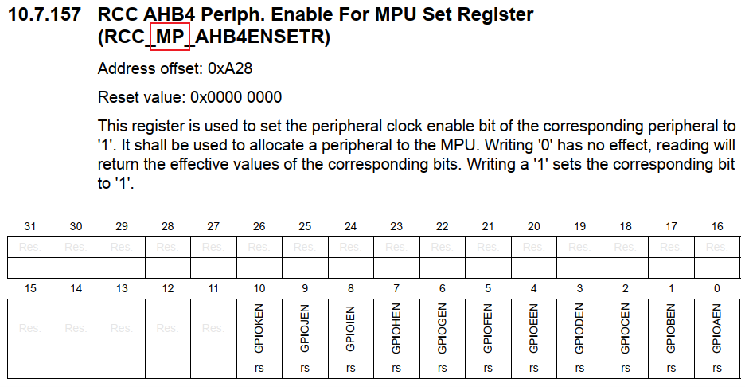 10.7.157 RCC AHB4 Periph. Enable For MPU Set Register
(RCC_MP_AHB4ENSETR)
Address offset: 0xA28
Reset value: 0x0000 0000
This register is used to set the peripheral clock enable bit of the corresponding peripheral to
'1'. It shall be used to allocate a peripheral to the MPU. Writing '0' has no effect, reading will
return the effective values of the corresponding bits. Writing a '1' sets the corresponding bit
to '1'.
31 30 29 28 27 26 25 24 23 22 21 20 19 18 17 16
Res. Res. Res. Res. Res. Res. Res. Res. Res. Res. Res. Res. Res. Res. Res. Res
15 14 13 12 11 10 9 8 7 6 5 4 3 2 1 0
Res. Res. Res. Res. Res. GPIOKEN GPIOJEN GPIOIEN GPIOHEN GPIOGEN GPIOFEN GPIOEEN GPIODEN GPIOCEN GPIOBEN GPIOAEN
rs rs rs rs rs rs rs rs rs rs rs